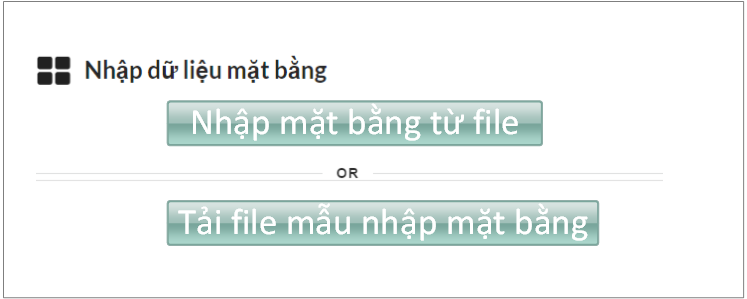 Nhập dữ liệu mặt bằng
Nhập mặt bằng từ file
OR
Tải file mẫu nhập mặt bằng